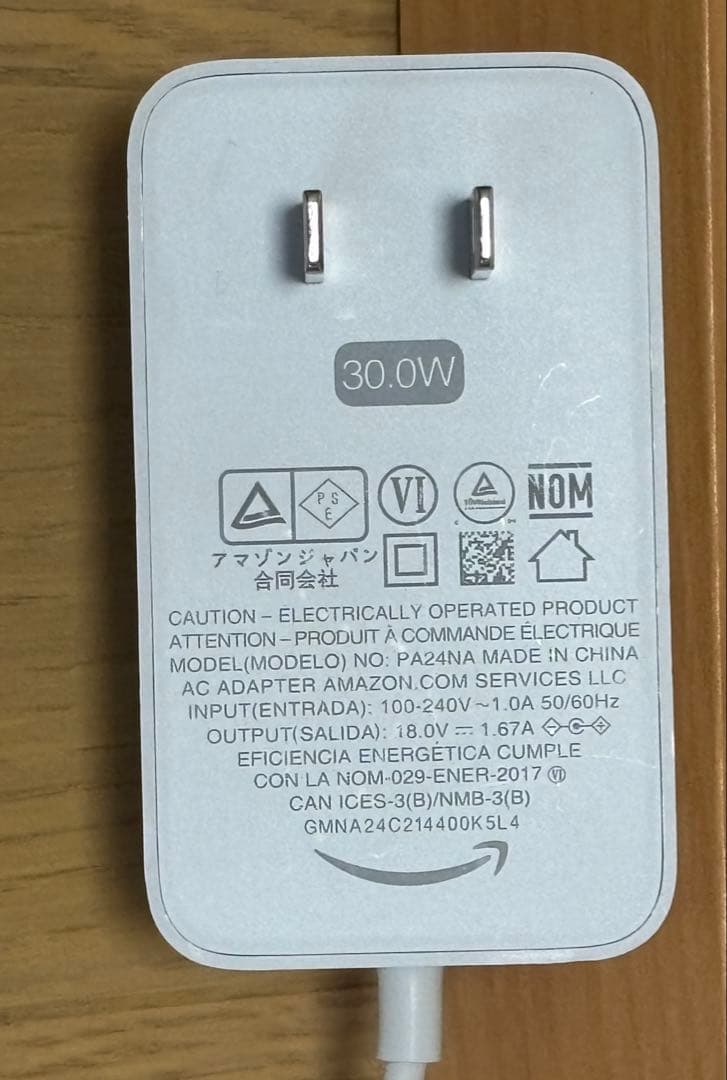 30.0W
PSE
VI
NOM
アマゾンジャパン
合同会社
CAUTION – ELECTRICALLY OPERATED PRODUCT
ATTENTION – PRODUIT À COMMANDE ÉLECTRIQUE
MODEL(MODELO) NO: PA24NA MADE IN CHINA
AC ADAPTER AMAZON.COM SERVICES LLC
INPUT(ENTRADA): 100-240V~1.0A 50/60Hz
OUTPUT(SALIDA): 18.0V⎓1.67A
EFICIENCIA ENERGÉTICA CUMPLE
CON LA NOM-029-ENER-2017 VI
CAN ICES-3(B)/NMB-3(B)
GMNA24C214400K5L4